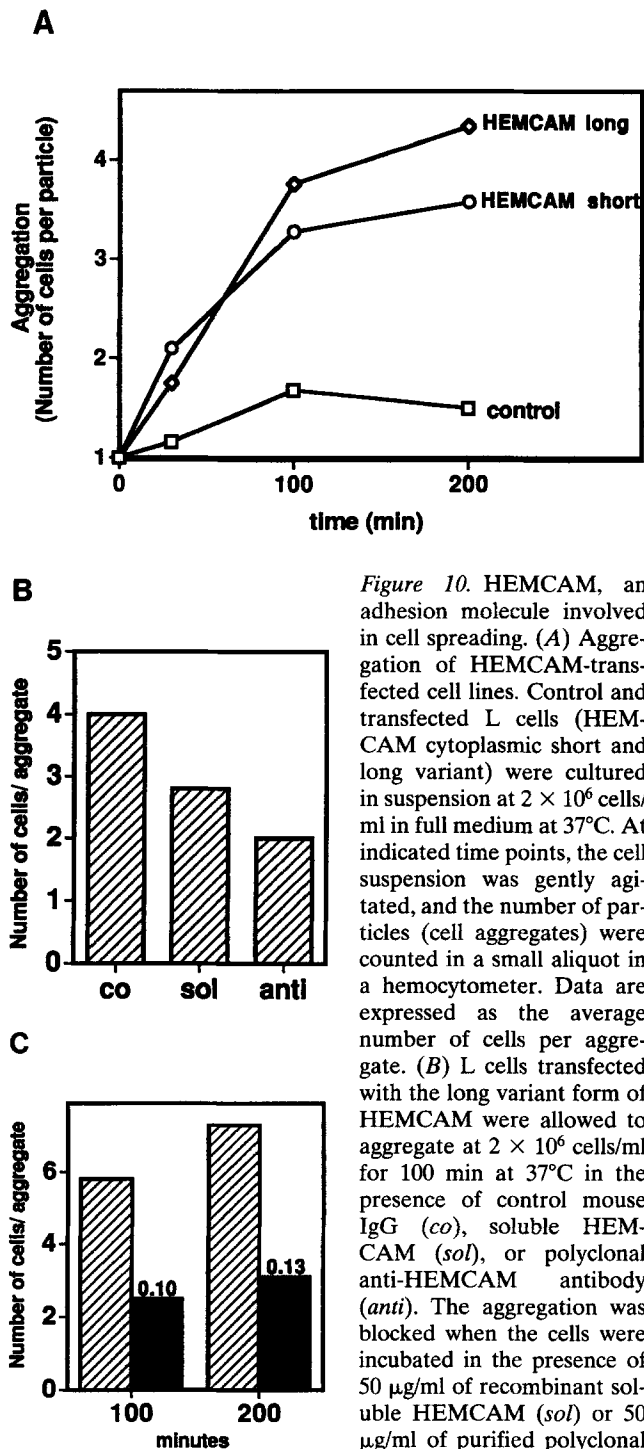 A
Aggregation
(Number of cells per particle)
4
3
2
1
HEMCAM long
HEMCAM short
control
0
100
200
time (min)
B
Number of cells/ aggregate
5
4
3
2
1
0
co
sol
anti
C
Number of cells/ aggregate
6
4
2
0
0.10
0.13
100
200
minutes
Figure 10. HEMCAM, an
adhesion molecule involved
in cell spreading. (A) Aggre-
gation of HEMCAM-trans-
fected cell lines. Control and
transfected L cells (HEM-
CAM cytoplasmic short and
long variant) were cultured
in suspension at 2 × 10⁶ cells/
ml in full medium at 37°C. At
indicated time points, the cell
suspension was gently agi-
tated, and the number of par-
ticles (cell aggregates) were
counted in a small aliquot in
a hemocytometer. Data are
expressed as the average
number of cells per aggre-
gate. (B) L cells transfected
with the long variant form of
HEMCAM were allowed to
aggregate at 2 × 10⁶ cells/ml
for 100 min at 37°C in the
presence of control mouse
IgG (co), soluble HEM-
CAM (sol), or polyclonal
anti-HEMCAM antibody
(anti). The aggregation was
blocked when the cells were
incubated in the presence of
50 µg/ml of recombinant sol-
uble HEMCAM (sol) or 50
µg/ml of purified polyclonal